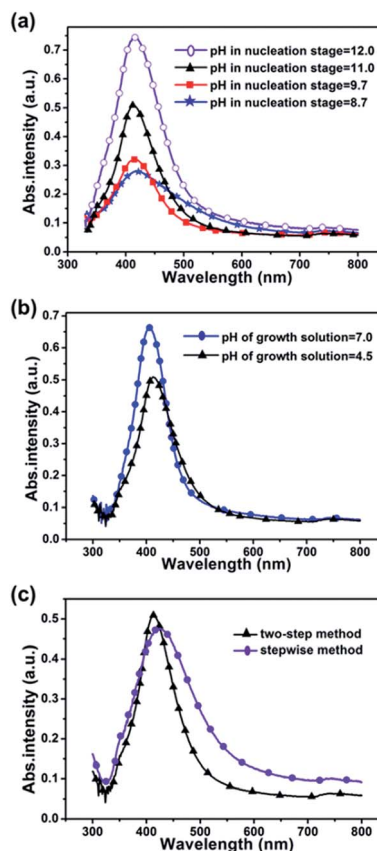 (a)
0.7
0.6
0.5
0.4
0.3
0.2
0.1
0.0
Abs.intensity (a.u.)
pH in nucleation stage=12.0
pH in nucleation stage=11.0
pH in nucleation stage=9.7
pH in nucleation stage=8.7
300 400 500 600 700 800
Wavelength (nm)
(b)
0.7
0.6
0.5
0.4
0.3
0.2
0.1
0.0
Abs.intensity (a.u.)
pH of growth solution=7.0
pH of growth solution=4.5
300 400 500 600 700 800
Wavelength (nm)
(c)
0.5
0.4
0.3
0.2
0.1
0.0
Abs.intensity (a.u.)
two-step method
stepwise method
300 400 500 600 700 800
Wavelength (nm)